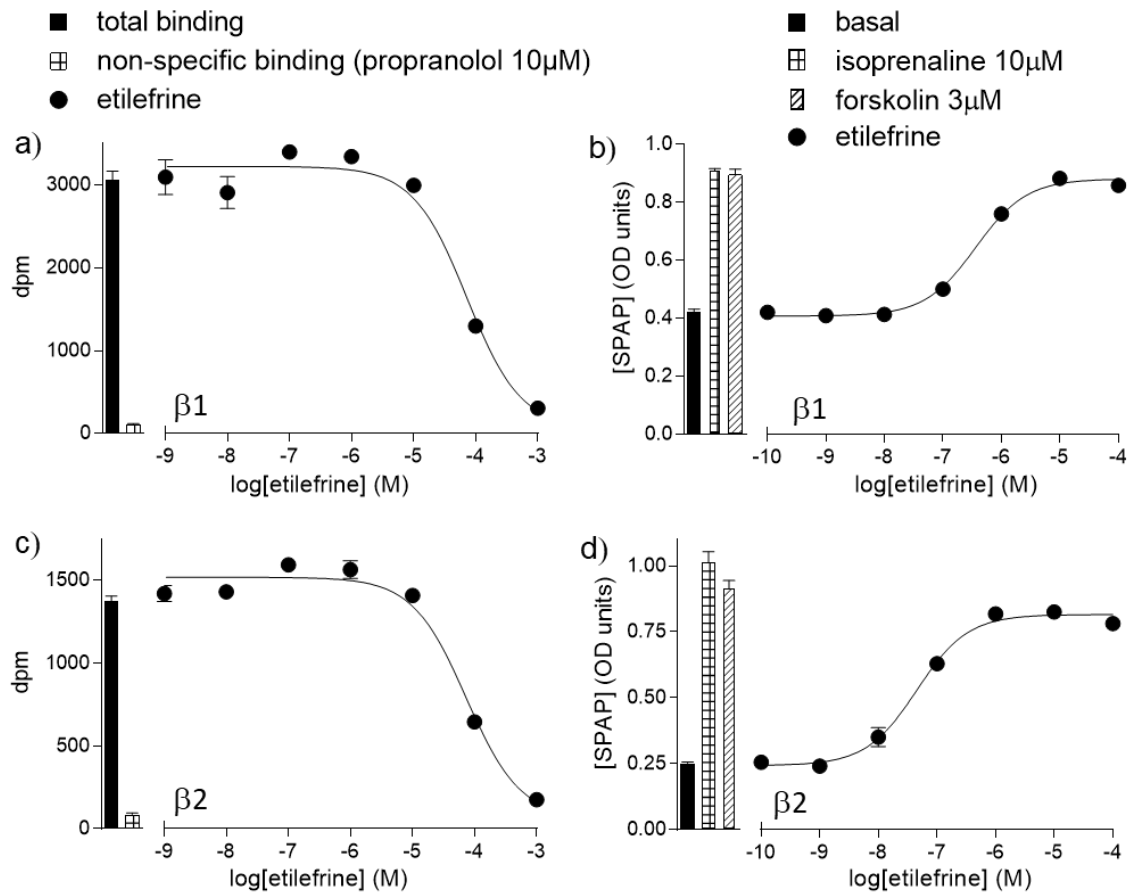 total binding
non-specific binding (propranolol 10µM)
etilefrine
basal
isoprenaline 10µM
forskolin 3µM
etilefrine
a)
3000
2000
1000
0
dpm
β1
-9 -8 -7 -6 -5 -4 -3
log[etilefrine] (M)
b)
1.0
0.8
0.6
0.4
0.2
0.0
[SPAP] (OD units)
β1
-10 -9 -8 -7 -6 -5 -4
log[etilefrine] (M)
c)
1500
1000
500
0
dpm
β2
-9 -8 -7 -6 -5 -4 -3
log[etilefrine] (M)
d)
1.00
0.75
0.50
0.25
0.00
[SPAP] (OD units)
β2
-10 -9 -8 -7 -6 -5 -4
log[etilefrine] (M)